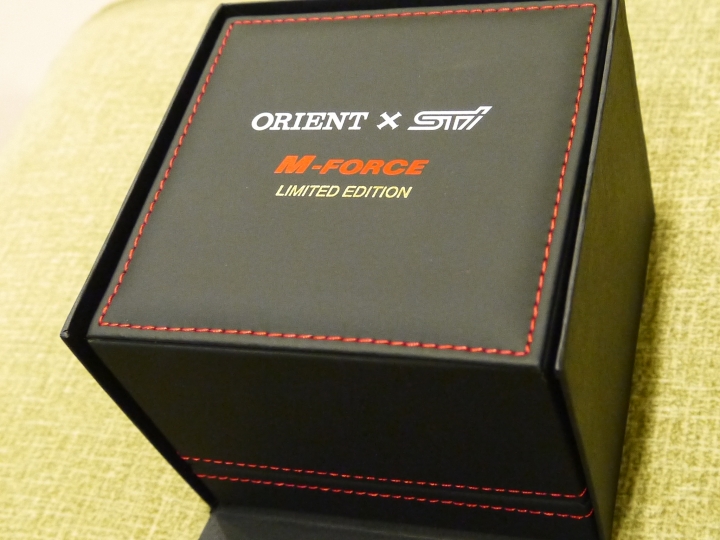 ORIENT × STI
M-FORCE
LIMITED EDITION